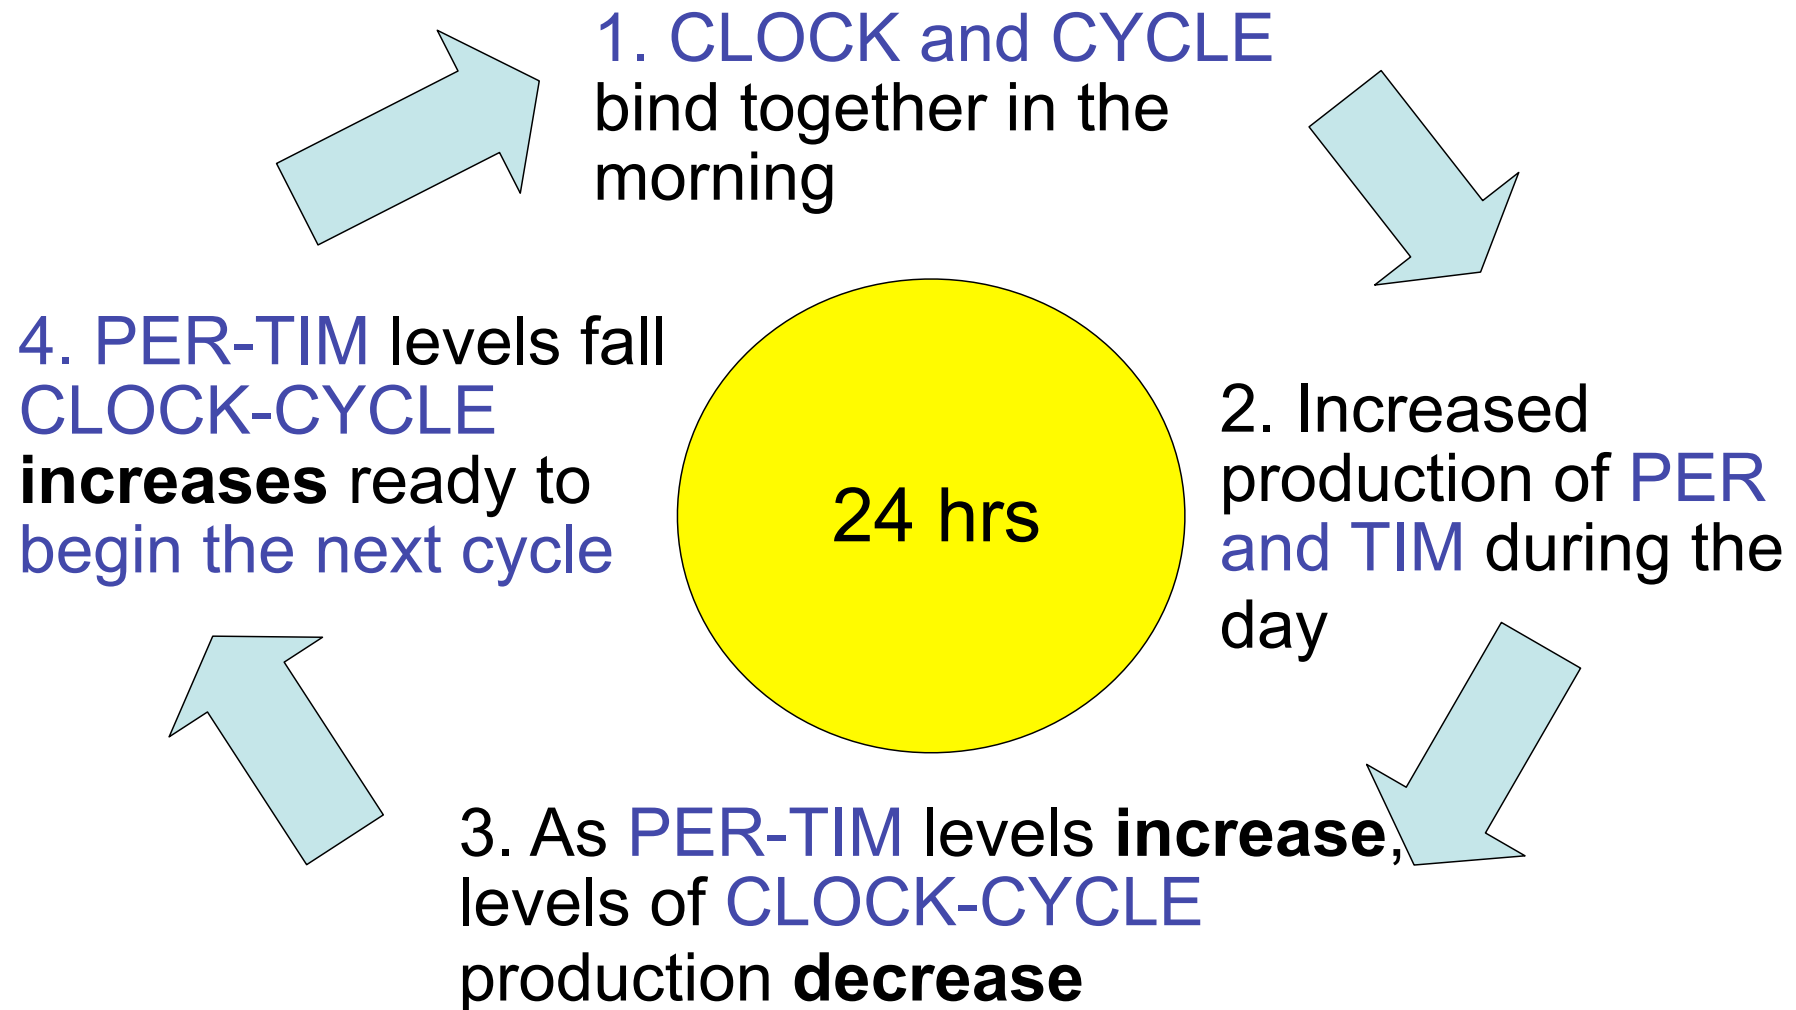 1. CLOCK and CYCLE
bind together in the
morning
2. Increased
production of PER
and TIM during the
day
3. As PER-TIM levels increase,
levels of CLOCK-CYCLE
production decrease
4. PER-TIM levels fall
CLOCK-CYCLE
increases ready to
begin the next cycle
24 hrs